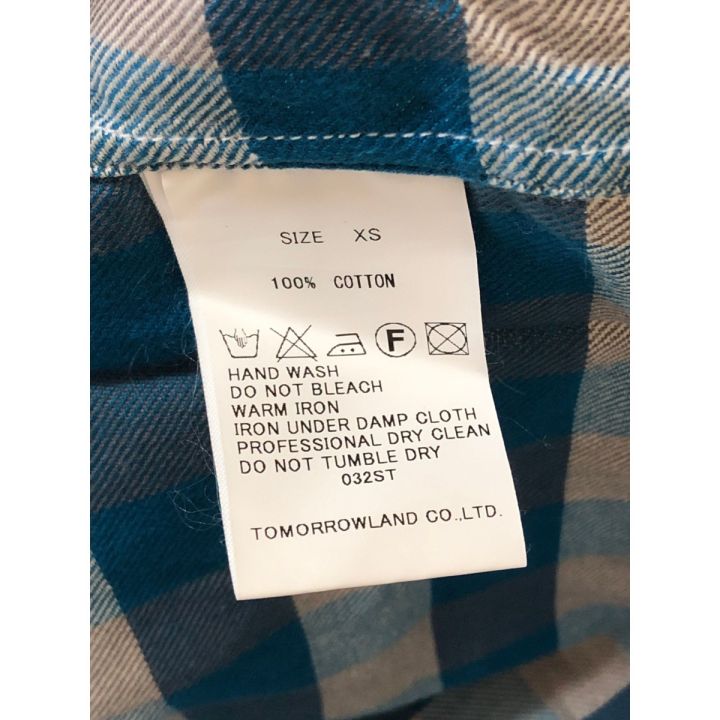 SIZE XS
100% COTTON
F
HAND WASH
DO NOT BLEACH
WARM IRON
IRON UNDER DAMP CLOTH
PROFESSIONAL DRY CLEAN
DO NOT TUMBLE DRY
032ST
TOMORROWLAND CO.,LTD.